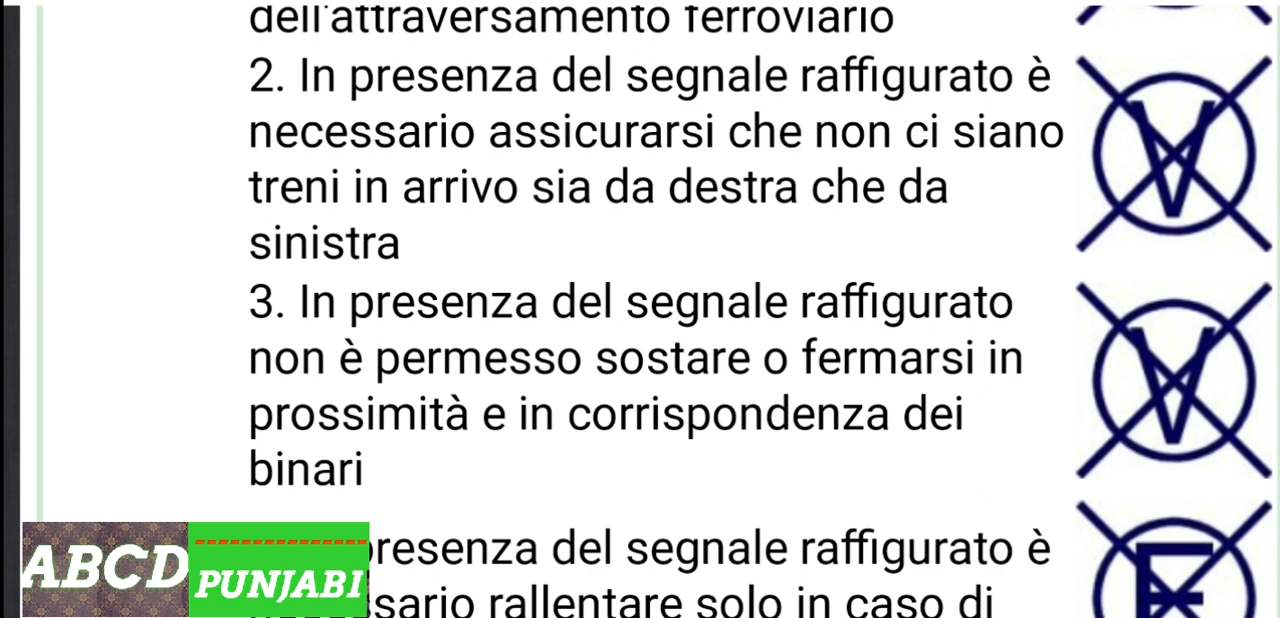 dell'attraversamento ferroviario
2. In presenza del segnale raffigurato è
necessario assicurarsi che non ci siano
treni in arrivo sia da destra che da
sinistra
V
3. In presenza del segnale raffigurato
non è permesso sostare o fermarsi in
prossimità e in corrispondenza dei
binari
V
presenza del segnale raffigurato è
rallentare solo in caso di
F
ABCD
PUNJABI